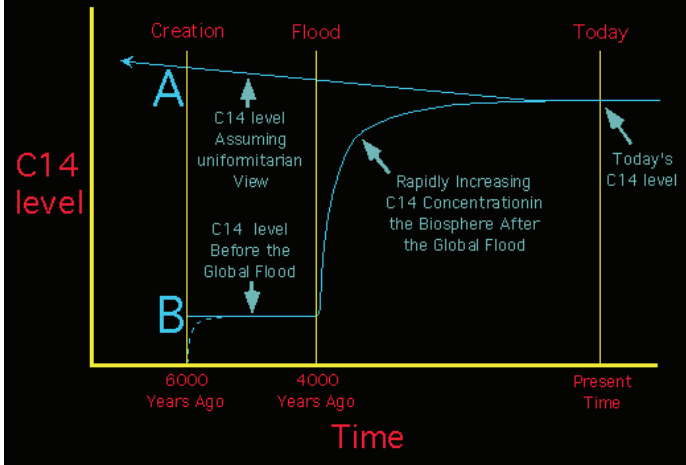 Creation
Flood
Today
A
C14 level
Assuming
uniformitarian
View
C14
level
Today's
C14 level
Rapidly Increasing
C14 Concentrationin
the Biosphere After
the Global Flood
C14 level
Before the
Global Flood
B
6000
Years Ago
4000
Years Ago
Present
Time
Time